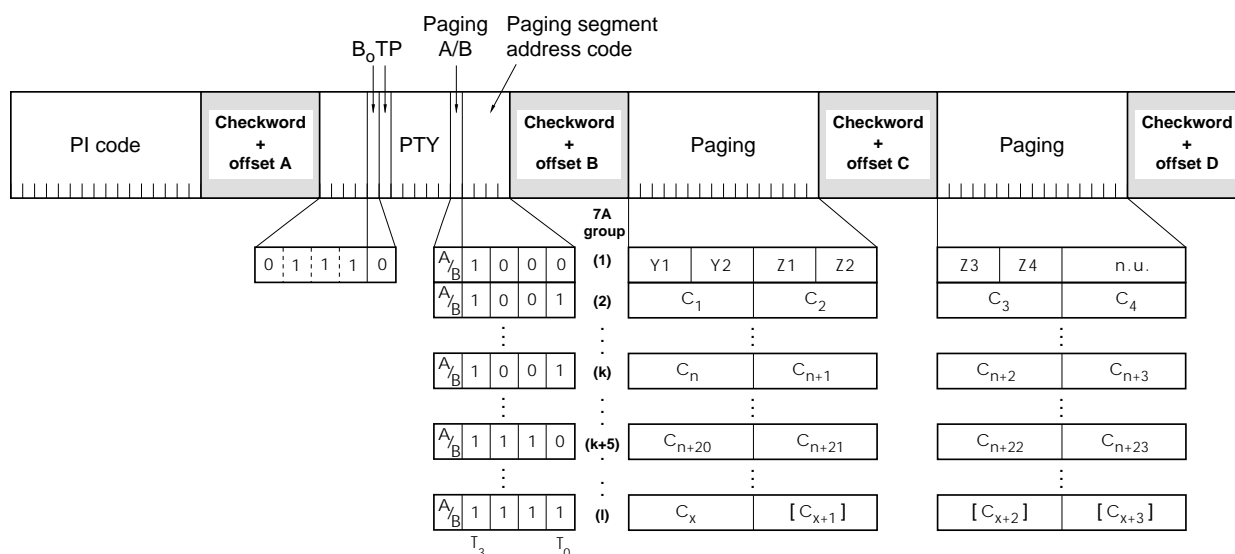 Paging Paging segment
BₒTP A/B address code
PI code Checkword + offset A PTY Checkword + offset B Paging Checkword + offset C Paging Checkword + offset D
7A group
0 1 1 1 0 A/B 1 0 0 0 (1) Y1 Y2 Z1 Z2 Z3 Z4 n.u.
A/B 1 0 0 1 (2) C₁ C₂ C₃ C₄
A/B 1 0 0 1 (k) Cₙ Cₙ₊₁ Cₙ₊₂ Cₙ₊₃
A/B 1 1 1 0 (k+5) Cₙ₊₂₀ Cₙ₊₂₁ Cₙ₊₂₂ Cₙ₊₂₃
A/B 1 1 1 1 (l) Cₓ [Cₓ₊₁] [Cₓ₊₂] [Cₓ₊₃]
T₃ T₀